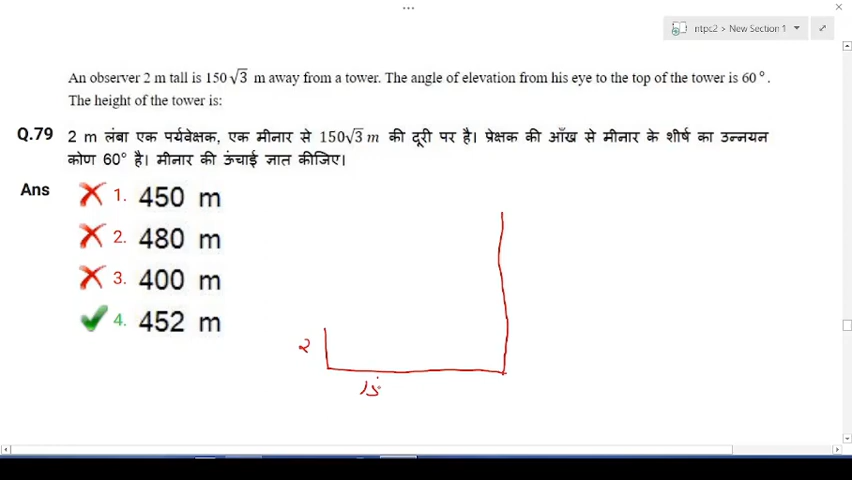 ntpc2 > New Section 1
An observer 2 m tall is 150 √3 m away from a tower. The angle of elevation from his eye to the top of the tower is 60°.
The height of the tower is:
Q.79 2 m लंबा एक पर्यवेक्षक, एक मीनार से 150√3 m की दूरी पर है। प्रेक्षक की आँख से मीनार के शीर्ष का उन्नयन
कोण 60° है। मीनार की ऊंचाई ज्ञात कीजिए।
Ans 1. 450 m
2. 480 m
3. 400 m
4. 452 m
2
15